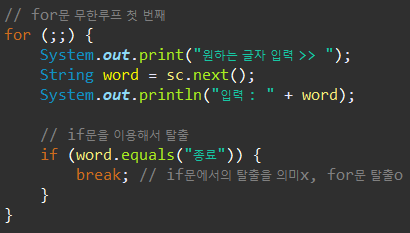 // for문 무한루프 첫 번째
for (;;) {
System.out.print("원하는 글자 입력 >> ");
String word = sc.next();
System.out.println("입력 : " + word);
// if문을 이용해서 탈출
if (word.equals("종료")) {
break; // if문에서의 탈출을 의미x, for문 탈출o
}
}